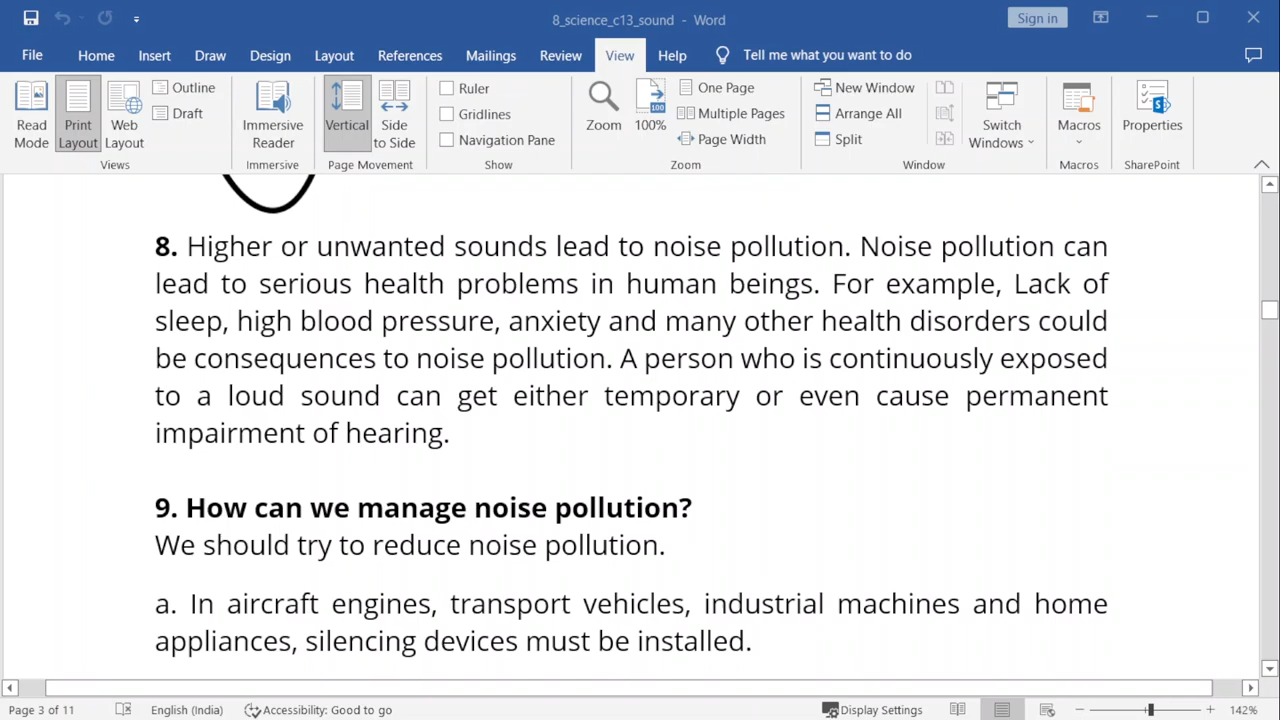 8_science_c13_sound - Word
Sign in
File Home Insert Draw Design Layout References Mailings Review View Help Tell me what you want to do
Read Mode
Print Layout
Web Layout
Outline
Draft
Views
Immersive Reader
Immersive
Vertical
Side to Side
Page Movement
Ruler
Gridlines
Navigation Pane
Show
Zoom
100
100%
One Page
Multiple Pages
Page Width
Zoom
New Window
Arrange All
Split
Switch Windows
Window
Macros
Macros
Properties
SharePoint
8. Higher or unwanted sounds lead to noise pollution. Noise pollution can
lead to serious health problems in human beings. For example, Lack of
sleep, high blood pressure, anxiety and many other health disorders could
be consequences to noise pollution. A person who is continuously exposed
to a loud sound can get either temporary or even cause permanent
impairment of hearing.
9. How can we manage noise pollution?
We should try to reduce noise pollution.
a. In aircraft engines, transport vehicles, industrial machines and home
appliances, silencing devices must be installed.
Page 3 of 11 English (India) Accessibility: Good to go Display Settings 142%